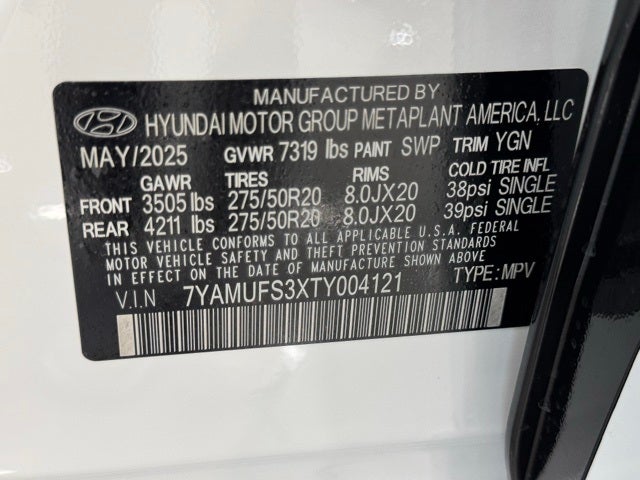 MANUFACTURED BY
HYUNDAI MOTOR GROUP METAPLANT AMERICA, LLC
MAY/2025 GVWR 7319 lbs PAINT SWP TRIM YGN
GAWR TIRES RIMS COLD TIRE INFL
FRONT 3505 lbs 275/50R20 8.0JX20 38psi SINGLE
REAR 4211 lbs 275/50R20 8.0JX20 39psi SINGLE
THIS VEHICLE CONFORMS TO ALL APPLICABLE U.S.A. FEDERAL
MOTOR VEHICLE SAFETY AND THEFT PREVENTION STANDARDS
IN EFFECT ON THE DATE OF MANUFACTURE SHOWN ABOVE.
V.I.N 7YAMUFS3XTY004121 TYPE: MPV